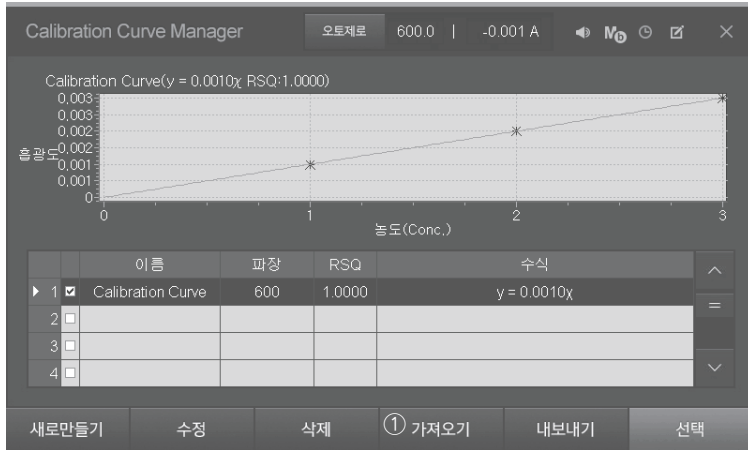 Calibration Curve Manager 오토제로 600.0 | -0.001 A
Calibration Curve(y = 0.0010χ RSQ:1.0000)
0,003
0,003
0,002
0,002
0,001
0,001
0
흡광도
0 1 2 3
농도(Conc.)
이름 파장 RSQ 수식
1 Calibration Curve 600 1.0000 y = 0.0010χ
2
3
4
새로만들기 수정 삭제 ① 가져오기 내보내기 선택